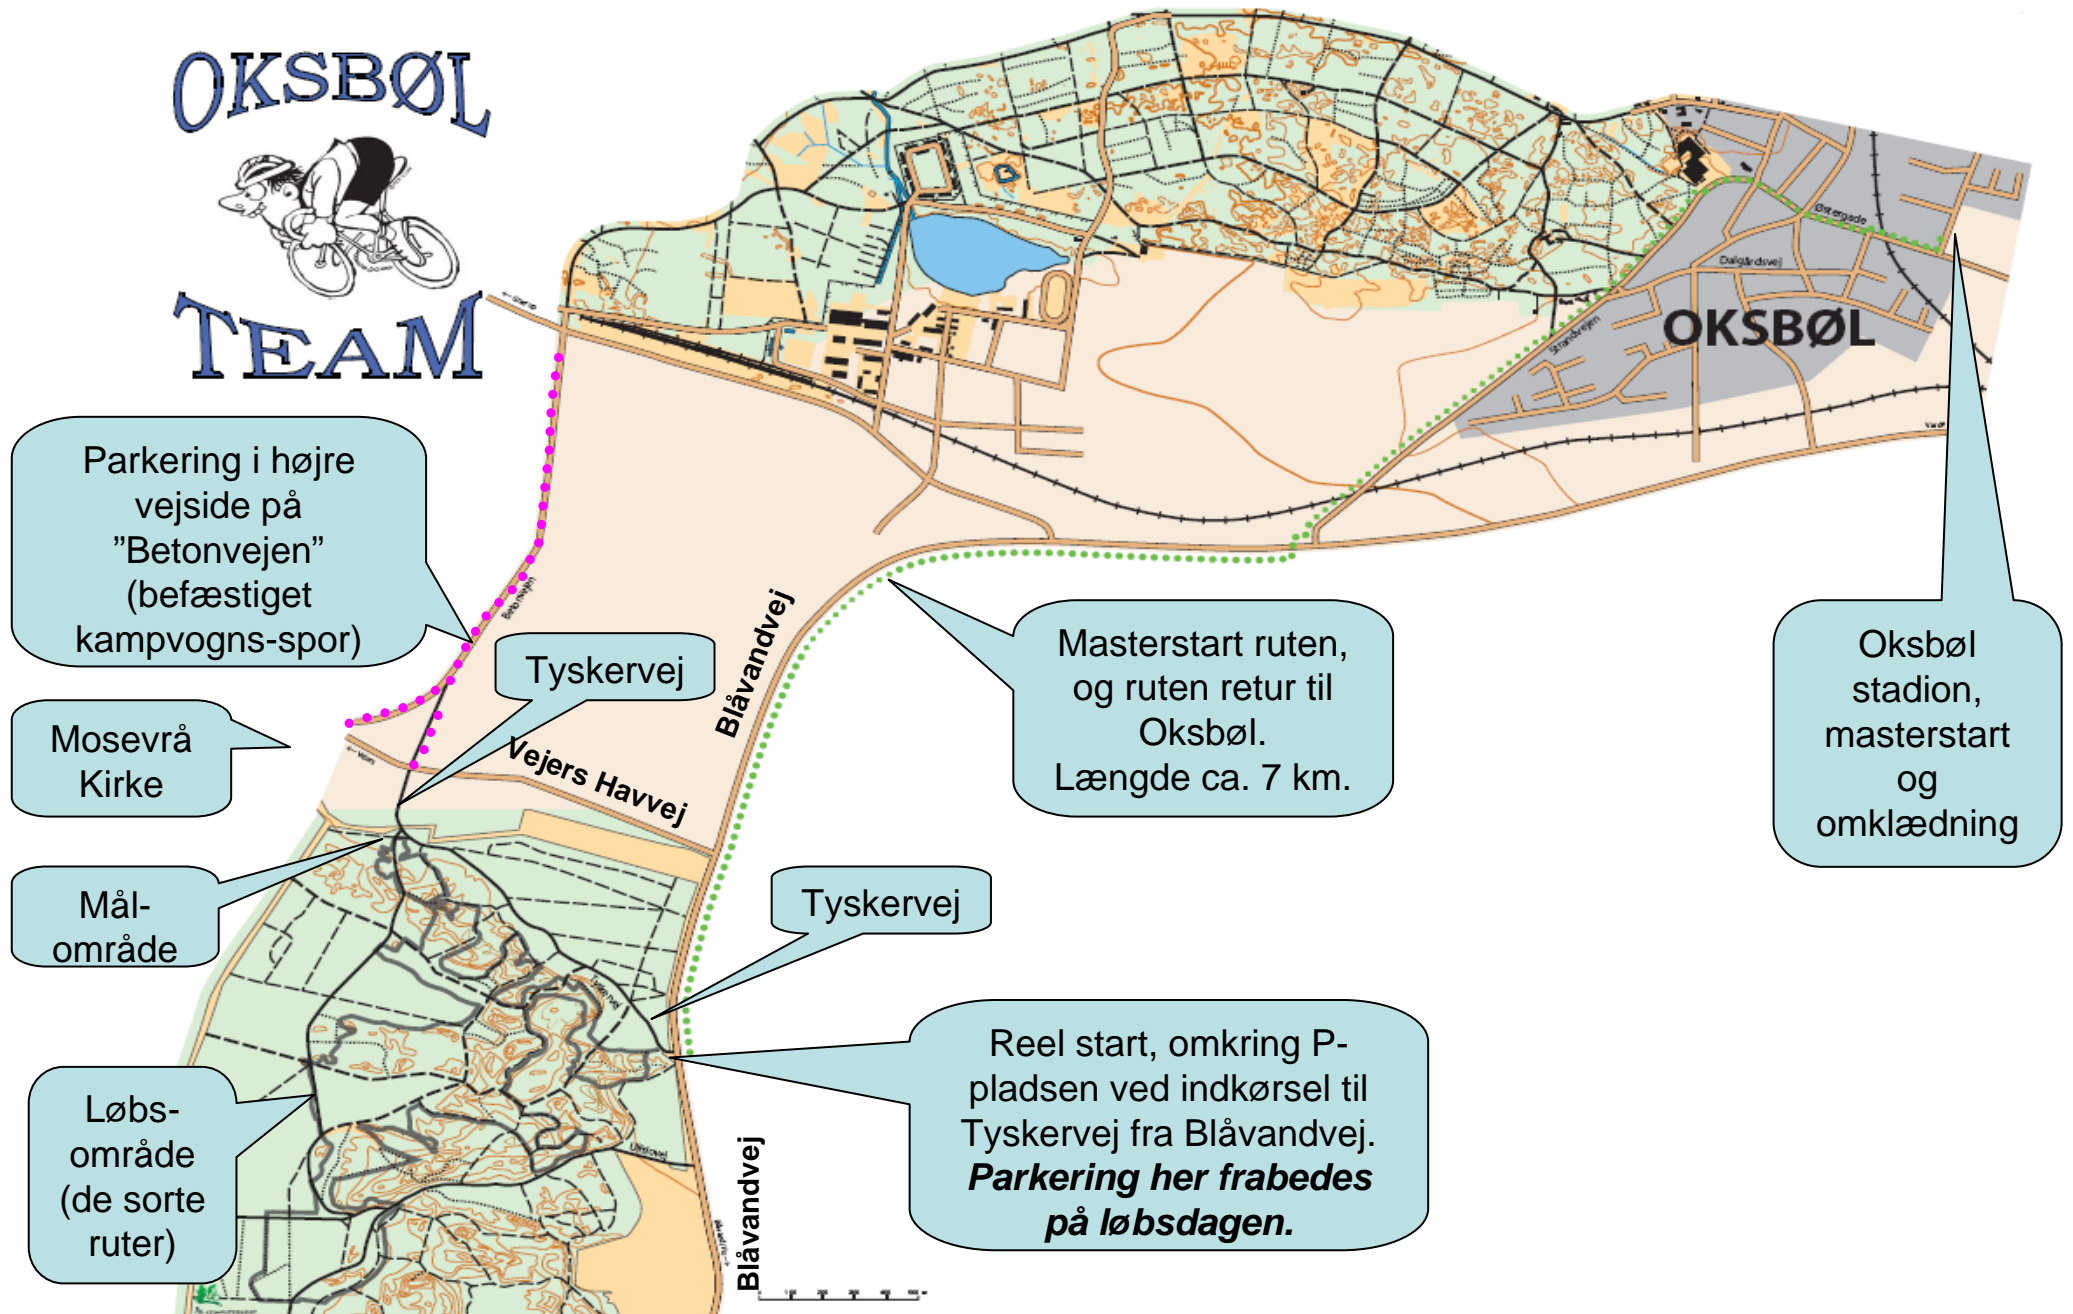 OKSBØL
TEAM
Østergade
Dalgårdsvej
Strandvejen
OKSBØL
Parkering i højre
vejside på
”Betonvejen”
(befæstiget
kampvogns-spor)
Betonvejen
Tyskervej
Blåvandvej
Masterstart ruten,
og ruten retur til
Oksbøl.
Længde ca. 7 km.
Oksbøl
stadion,
masterstart
og
omklædning
Mosevrå
Kirke
Vejers Havvej
Mål-
område
Tyskervej
Tyskervej
Reel start, omkring P-
pladsen ved indkørsel til
Tyskervej fra Blåvandvej.
Parkering her frabedes
på løbsdagen.
Løbs-
område
(de sorte
ruter)
Blåvandvej